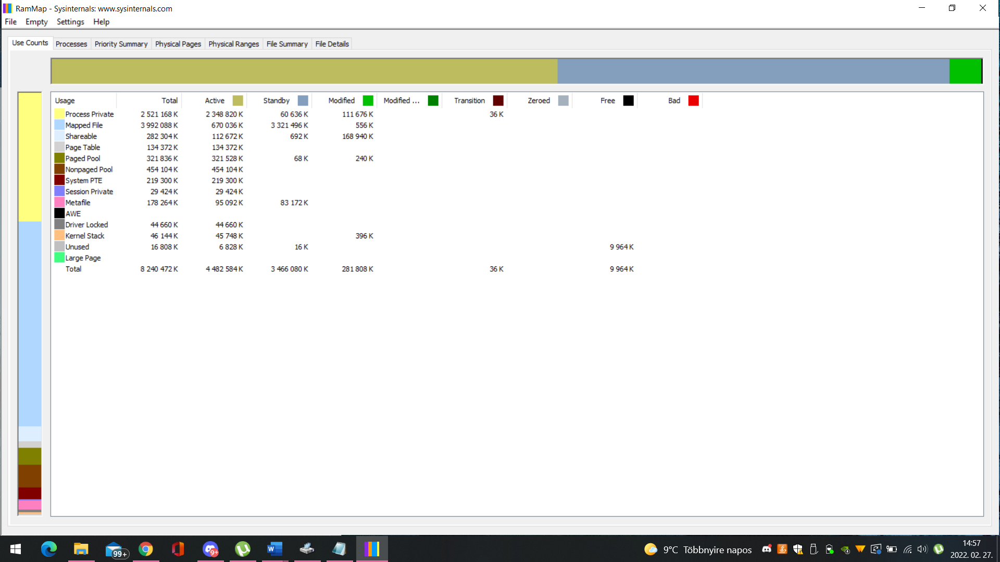 RamMap - Sysinternals: www.sysinternals.com
File Empty Settings Help
Use Counts Processes Priority Summary Physical Pages Physical Ranges File Summary File Details
Usage Total Active Standby Modified Modified ... Transition Zeroed Free Bad
Process Private 2 521 168 K 2 348 820 K 60 636 K 111 676 K 36 K
Mapped File 3 992 088 K 670 036 K 3 321 496 K 556 K
Shareable 282 304 K 112 672 K 692 K 168 940 K
Page Table 134 372 K 134 372 K
Paged Pool 321 836 K 321 528 K 68 K 240 K
Nonpaged Pool 454 104 K 454 104 K
System PTE 219 300 K 219 300 K
Session Private 29 424 K 29 424 K
Metafile 178 264 K 95 092 K 83 172 K
AWE
Driver Locked 44 660 K 44 660 K
Kernel Stack 46 144 K 45 748 K 396 K
Unused 16 808 K 6 828 K 16 K 9 964 K
Large Page
Total 8 240 472 K 4 482 584 K 3 466 080 K 281 808 K 36 K 9 964 K
99+ 9+ W 9°C Többnyire napos 14:57
2022. 02. 27.